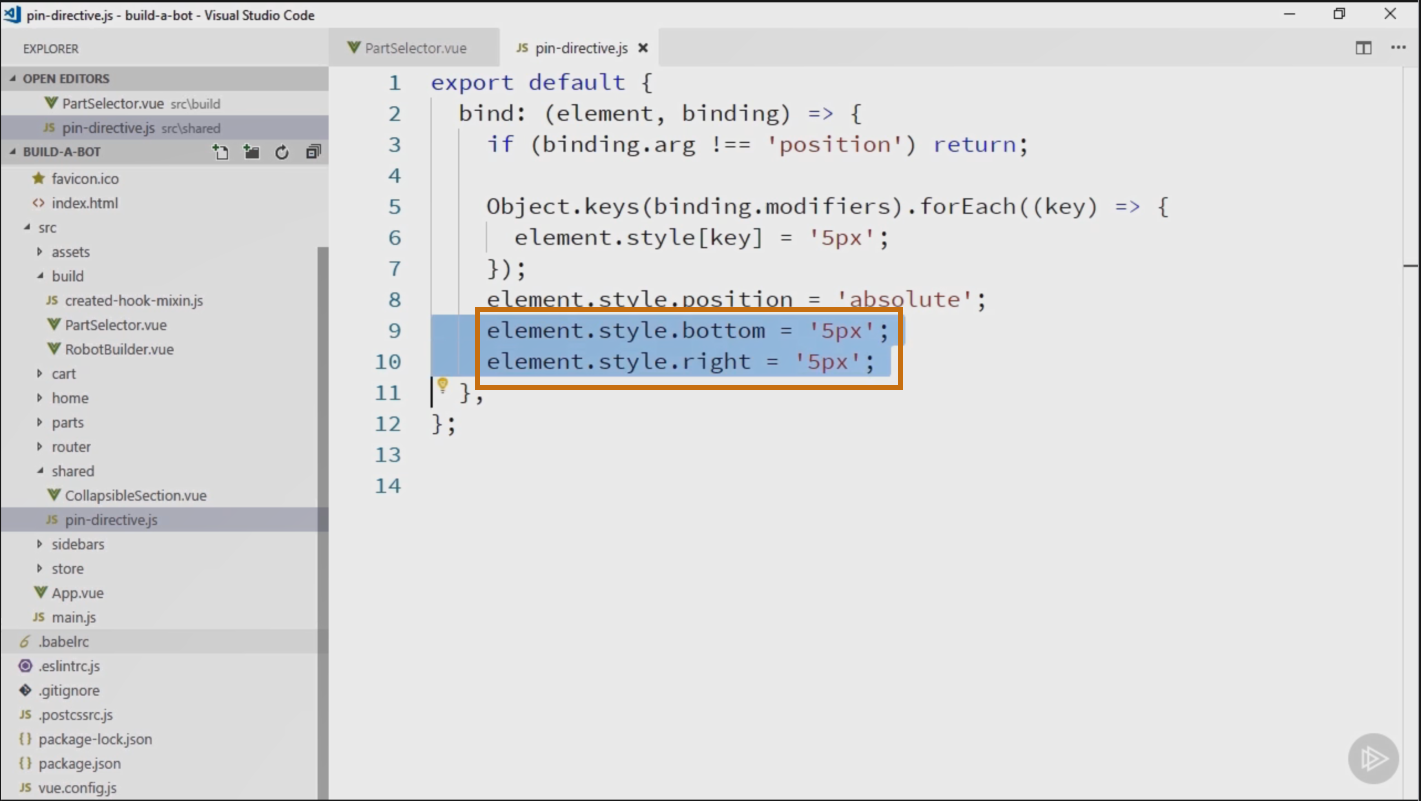 pin-directive.js - build-a-bot - Visual Studio Code
EXPLORER
OPEN EDITORS
PartSelector.vue src\build
JS pin-directive.js src\shared
BUILD-A-BOT
favicon.ico
<> index.html
src
assets
build
JS created-hook-mixin.js
PartSelector.vue
RobotBuilder.vue
cart
home
parts
router
shared
CollapsibleSection.vue
JS pin-directive.js
sidebars
store
App.vue
JS main.js
6 .babelrc
.eslintrc.js
.gitignore
JS .postcssrc.js
{} package-lock.json
{} package.json
JS vue.config.js
PartSelector.vue
JS pin-directive.js
1 export default {
2 bind: (element, binding) => {
3 if (binding.arg !== 'position') return;
4
5 Object.keys(binding.modifiers).forEach((key) => {
6 element.style[key] = '5px';
7 });
8 element.style.position = 'absolute';
9 element.style.bottom = '5px';
10 element.style.right = '5px';
11 },
12 };
13
14